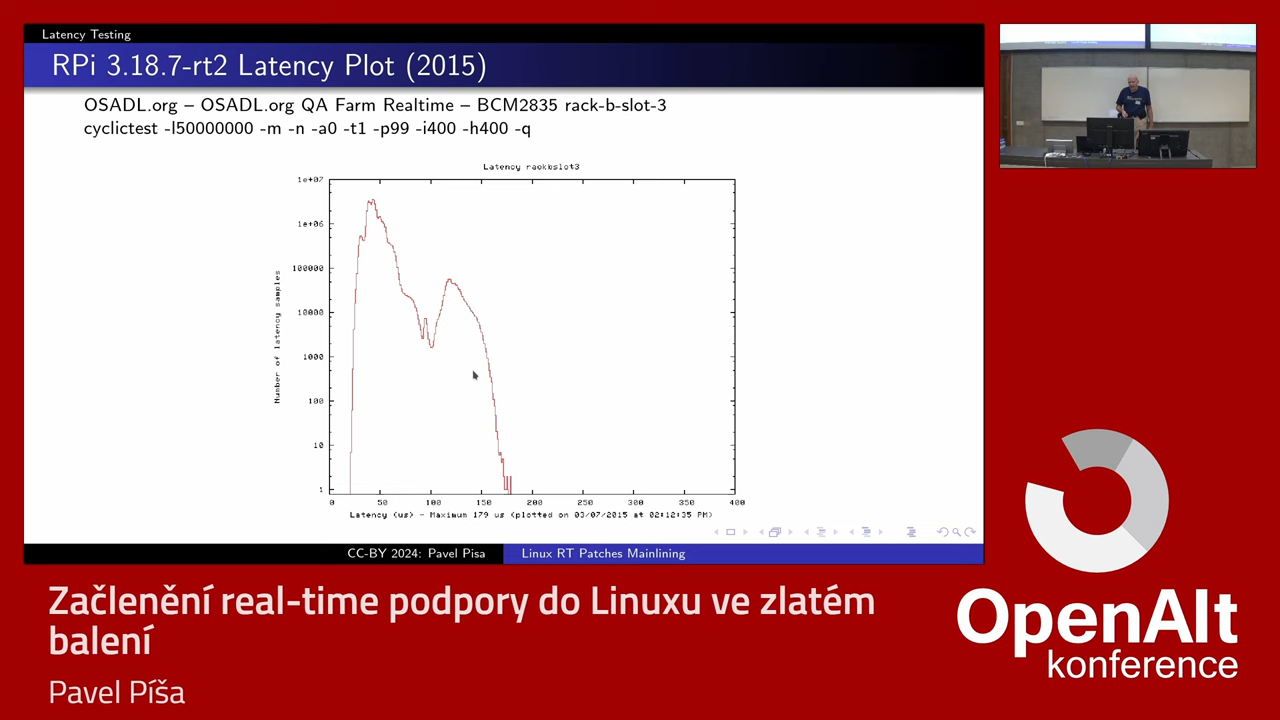 Latency Testing
RPi 3.18.7-rt2 Latency Plot (2015)
OSADL.org – OSADL.org QA Farm Realtime – BCM2835 rack-b-slot-3
cyclictest -l50000000 -m -n -a0 -t1 -p99 -i400 -h400 -q
Latency rackbslot3
Number of latency samples
1e+07
1e+06
100000
10000
1000
100
10
1
0 50 100 150 200 250 300 350 400
Latency (us) - Maximum 179 us (plotted on 03/07/2015 at 02:12:35 PM)
CC-BY 2024: Pavel Pisa
Linux RT Patches Mainlining
Začlenění real-time podpory do Linuxu ve zlatém
balení
Pavel Píša
OpenAlt
konference